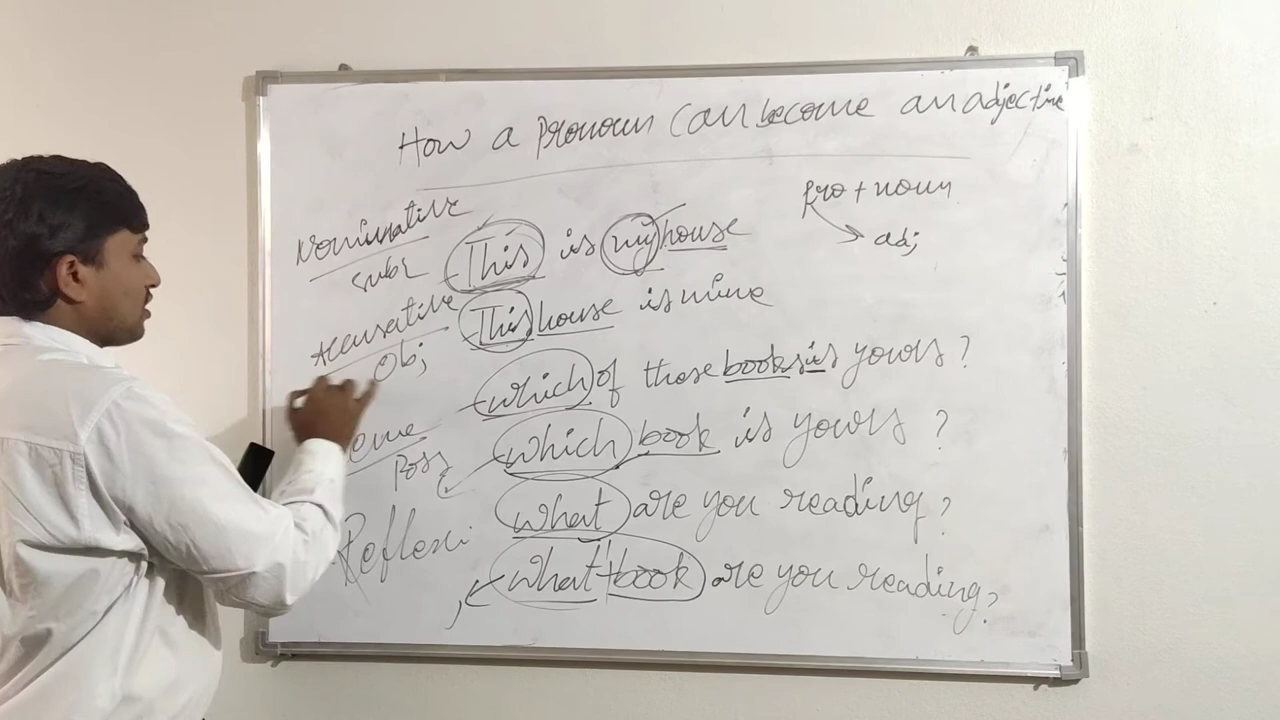 How a Pronoun Can become an adjective
pro + noun
adj
Nominative
subj
This is my house
Accusative
Obj
This house is mine
which of these books is yours?
Poss
which book is yours?
Reflexi
what are you reading?
what + book are you reading?